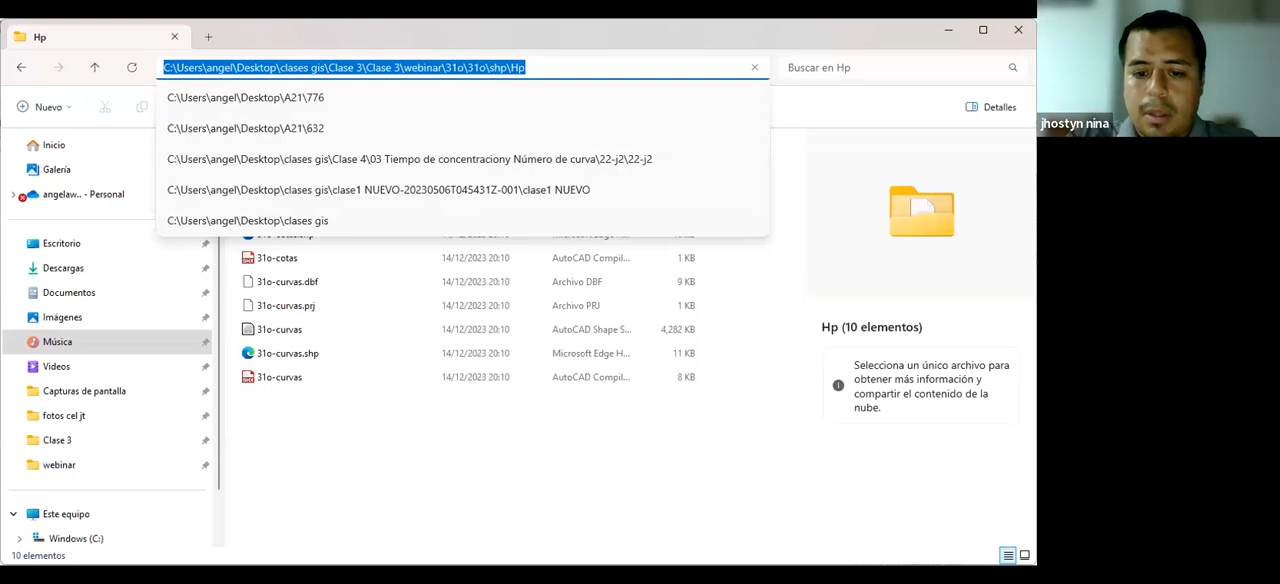 Hp
C:\Users\angel\Desktop\clases gis\Clase 3\Clase 3\webinar\31o\31o\shp\Hp
Buscar en Hp
C:\Users\angel\Desktop\A21\776
C:\Users\angel\Desktop\A21\632
C:\Users\angel\Desktop\clases gis\Clase 4\03 Tiempo de concentraciony Número de curva\22-j2\22-j2
C:\Users\angel\Desktop\clases gis\clase1 NUEVO-20230506T045431Z-001\clase1 NUEVO
C:\Users\angel\Desktop\clases gis
Nuevo
Detalles
jhostyn nina
Inicio
Galería
angelaw... - Personal
Escritorio
Descargas
Documentos
Imágenes
Música
Videos
Capturas de pantalla
fotos cel jt
Clase 3
webinar
Este equipo
Windows (C:)
10 elementos
31o-cotas 14/12/2023 20:10 AutoCAD Compil... 1 KB
31o-curvas.dbf 14/12/2023 20:10 Archivo DBF 9 KB
31o-curvas.prj 14/12/2023 20:10 Archivo PRJ 1 KB
31o-curvas 14/12/2023 20:10 AutoCAD Shape S... 4,282 KB
31o-curvas.shp 14/12/2023 20:10 Microsoft Edge H... 11 KB
31o-curvas 14/12/2023 20:10 AutoCAD Compil... 8 KB
Hp (10 elementos)
Selecciona un único archivo para
obtener más información y
compartir el contenido de la
nube.